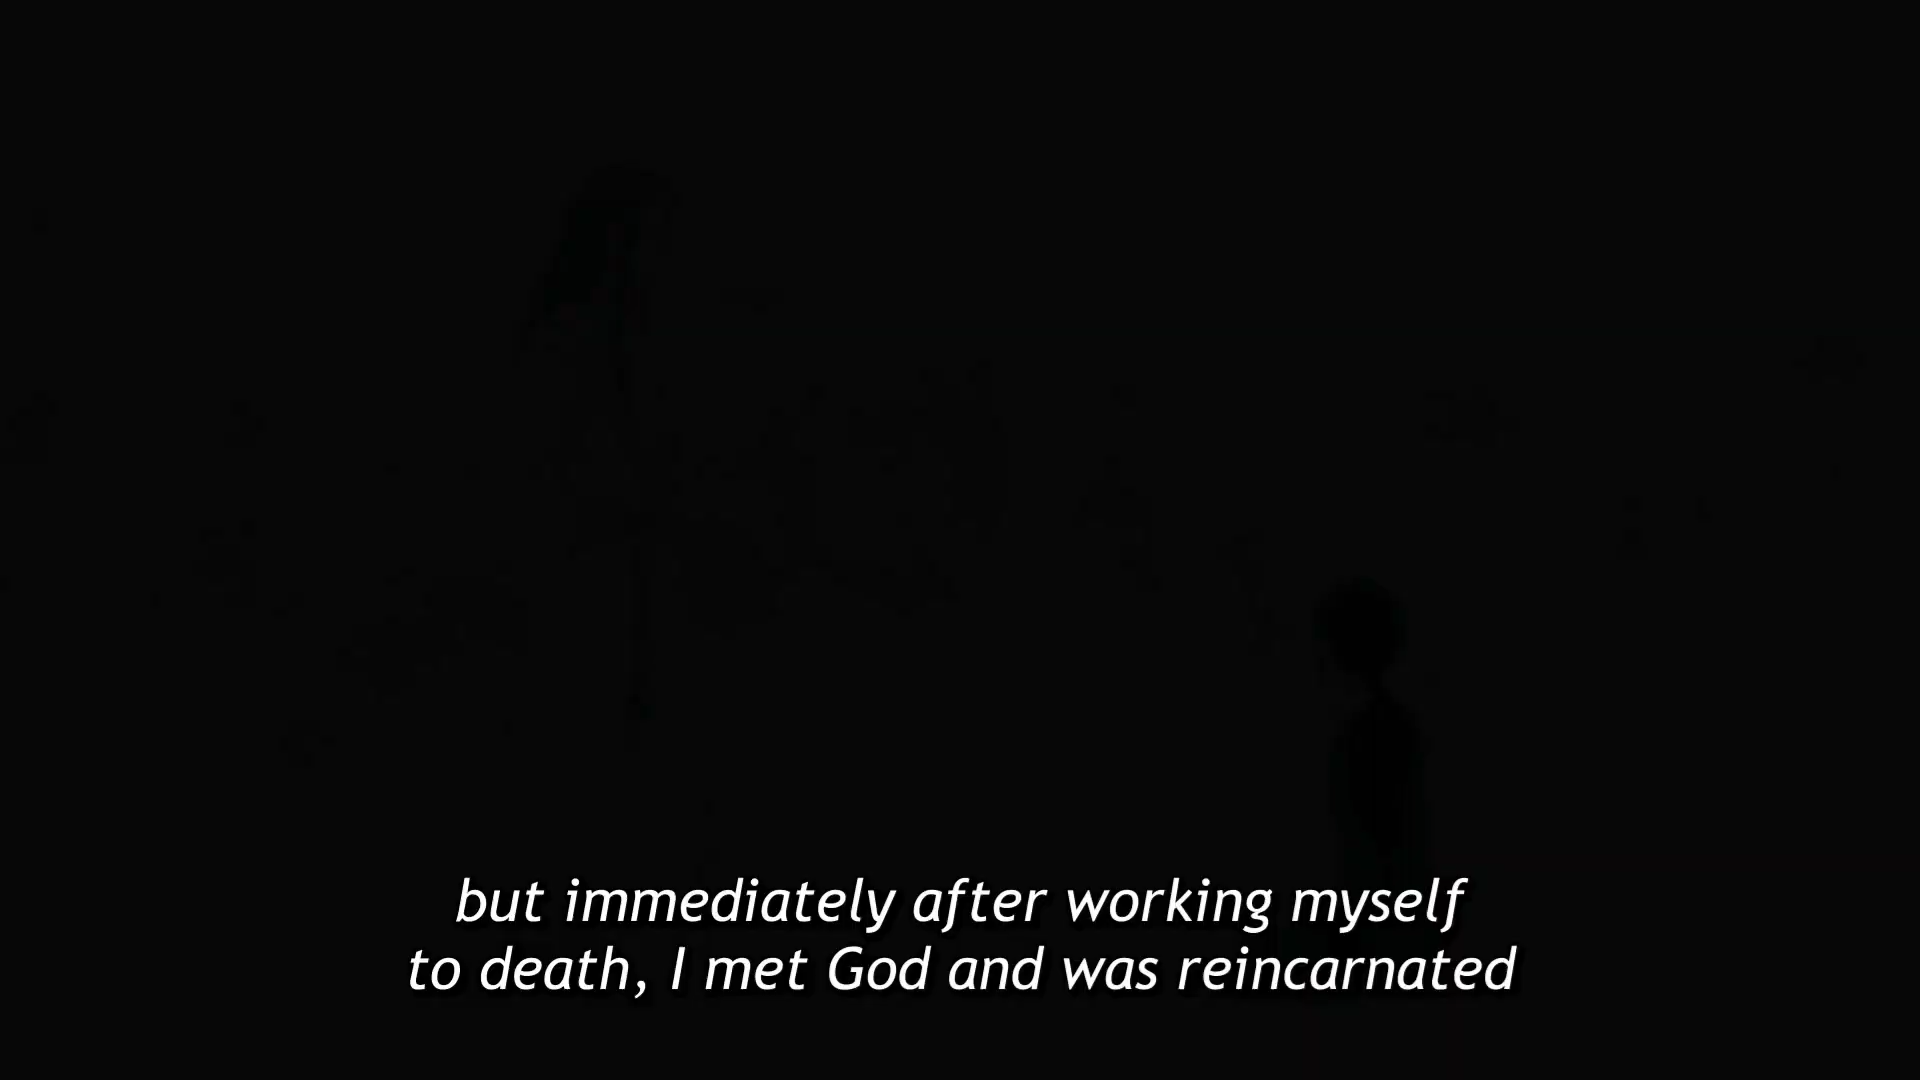 but immediately after working myself
to death, I met God and was reincarnated